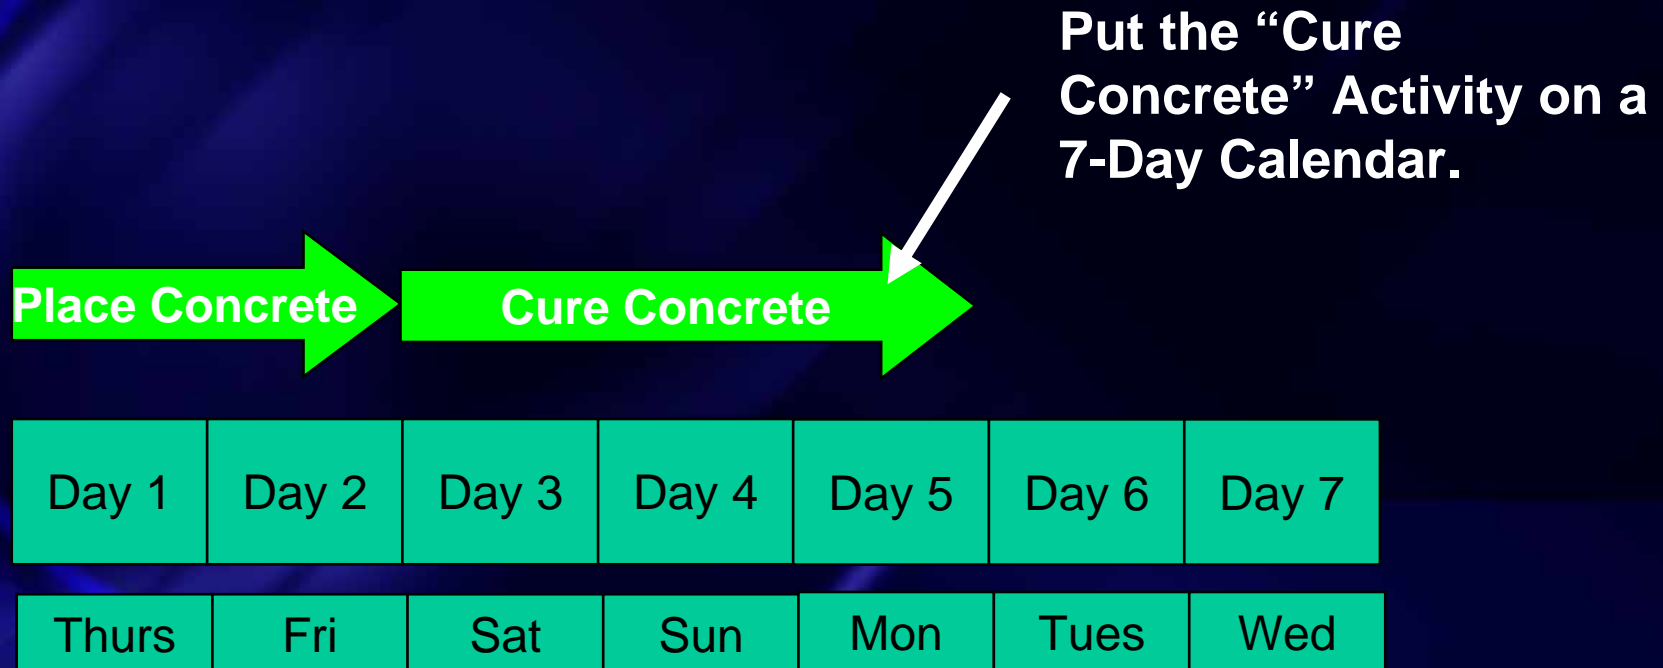 Put the “Cure
Concrete” Activity on a
7-Day Calendar.
Place Concrete
Cure Concrete
Day 1 Day 2 Day 3 Day 4 Day 5 Day 6 Day 7
Thurs Fri Sat Sun Mon Tues Wed